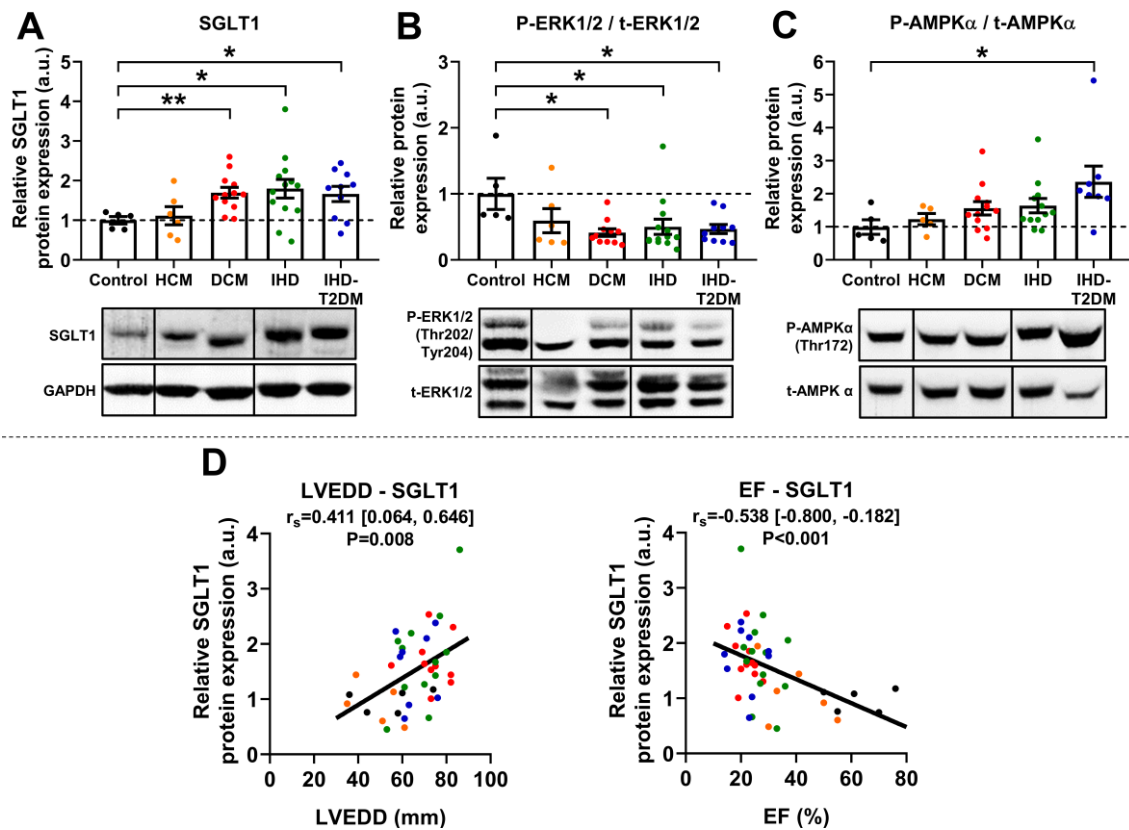 A
SGLT1
Relative SGLT1
protein expression (a.u.)
5
4
3
2
1
0
**
*
*
Control
HCM
DCM
IHD
IHD-
T2DM
SGLT1
GAPDH
B
P-ERK1/2 / t-ERK1/2
Relative protein
expression (a.u.)
3
2
1
0
*
*
*
Control
HCM
DCM
IHD
IHD-
T2DM
P-ERK1/2
(Thr202/
Tyr204)
t-ERK1/2
C
P-AMPKα / t-AMPKα
Relative protein
expression (a.u.)
6
5
4
3
2
1
0
*
Control
HCM
DCM
IHD
IHD-
T2DM
P-AMPKα
(Thr172)
t-AMPK α
D
LVEDD - SGLT1
rₛ=0.411 [0.064, 0.646]
P=0.008
Relative SGLT1
protein expression (a.u.)
4
3
2
1
0
0 20 40 60 80 100
LVEDD (mm)
EF - SGLT1
rₛ=-0.538 [-0.800, -0.182]
P<0.001
Relative SGLT1
protein expression (a.u.)
4
3
2
1
0
0 20 40 60 80
EF (%)